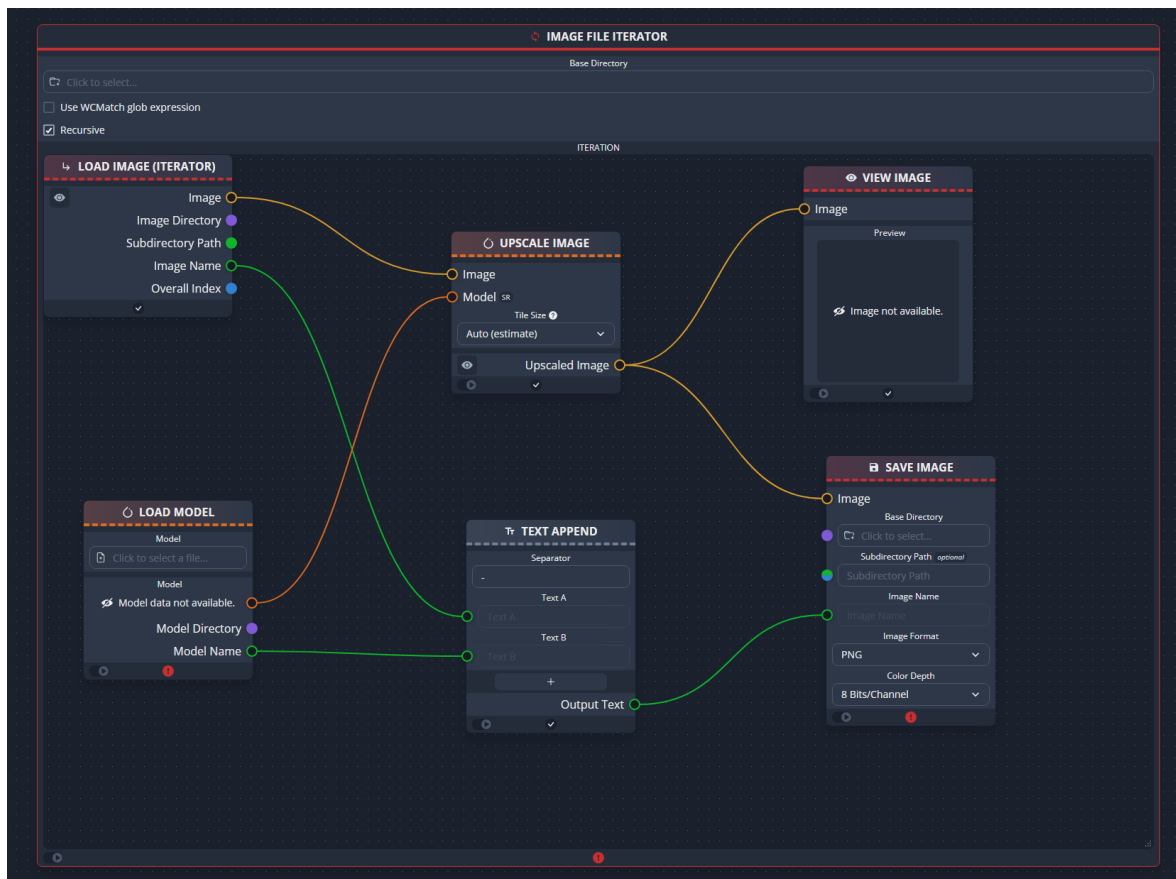 IMAGE FILE ITERATOR
Base Directory
Click to select...
Use WCMatch glob expression
Recursive
ITERATION
LOAD IMAGE (ITERATOR)
Image
Image Directory
Subdirectory Path
Image Name
Overall Index
UPSCALE IMAGE
Image
Model SR
Tile Size ?
Auto (estimate)
Upscaled Image
VIEW IMAGE
Image
Preview
Image not available.
LOAD MODEL
Model
Click to select a file...
Model
Model data not available.
Model Directory
Model Name
Tт TEXT APPEND
Separator
-
Text A
Text A
Text B
Text B
+
Output Text
SAVE IMAGE
Image
Base Directory
Click to select...
Subdirectory Path optional
Subdirectory Path
Image Name
Image Name
Image Format
PNG
Color Depth
8 Bits/Channel